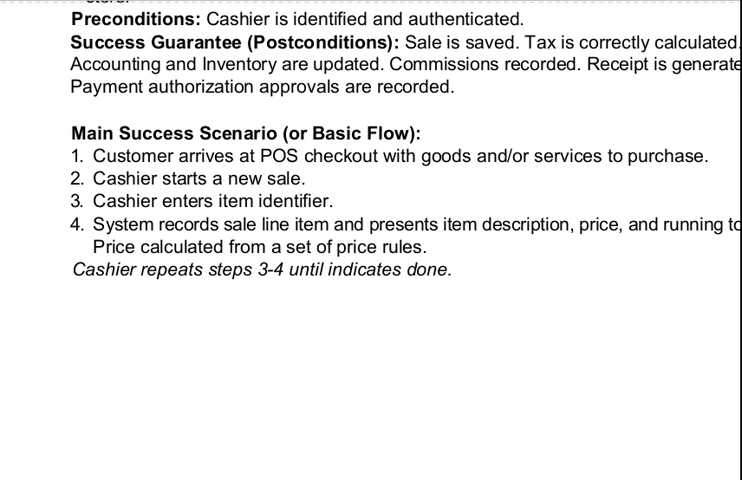 Preconditions: Cashier is identified and authenticated.
Success Guarantee (Postconditions): Sale is saved. Tax is correctly calculated.
Accounting and Inventory are updated. Commissions recorded. Receipt is generate
Payment authorization approvals are recorded.
Main Success Scenario (or Basic Flow):
1. Customer arrives at POS checkout with goods and/or services to purchase.
2. Cashier starts a new sale.
3. Cashier enters item identifier.
4. System records sale line item and presents item description, price, and running to
Price calculated from a set of price rules.
Cashier repeats steps 3-4 until indicates done.